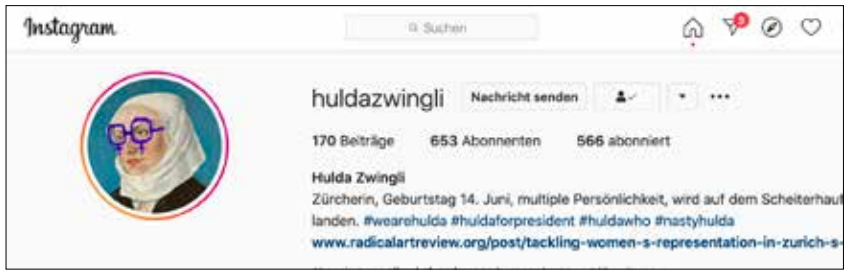 Instagram
Suchen
3
huldazwingli Nachricht senden
170 Beiträge 653 Abonnenten 566 abonniert
Hulda Zwingli
Zürcherin, Geburtstag 14. Juni, multiple Persönlichkeit, wird auf dem Scheiterhauf
landen. #wearehulda #huldaforpresident #huldawho #nastyhulda
www.radicalartreview.org/post/tackling-women-s-representation-in-zurich-s-